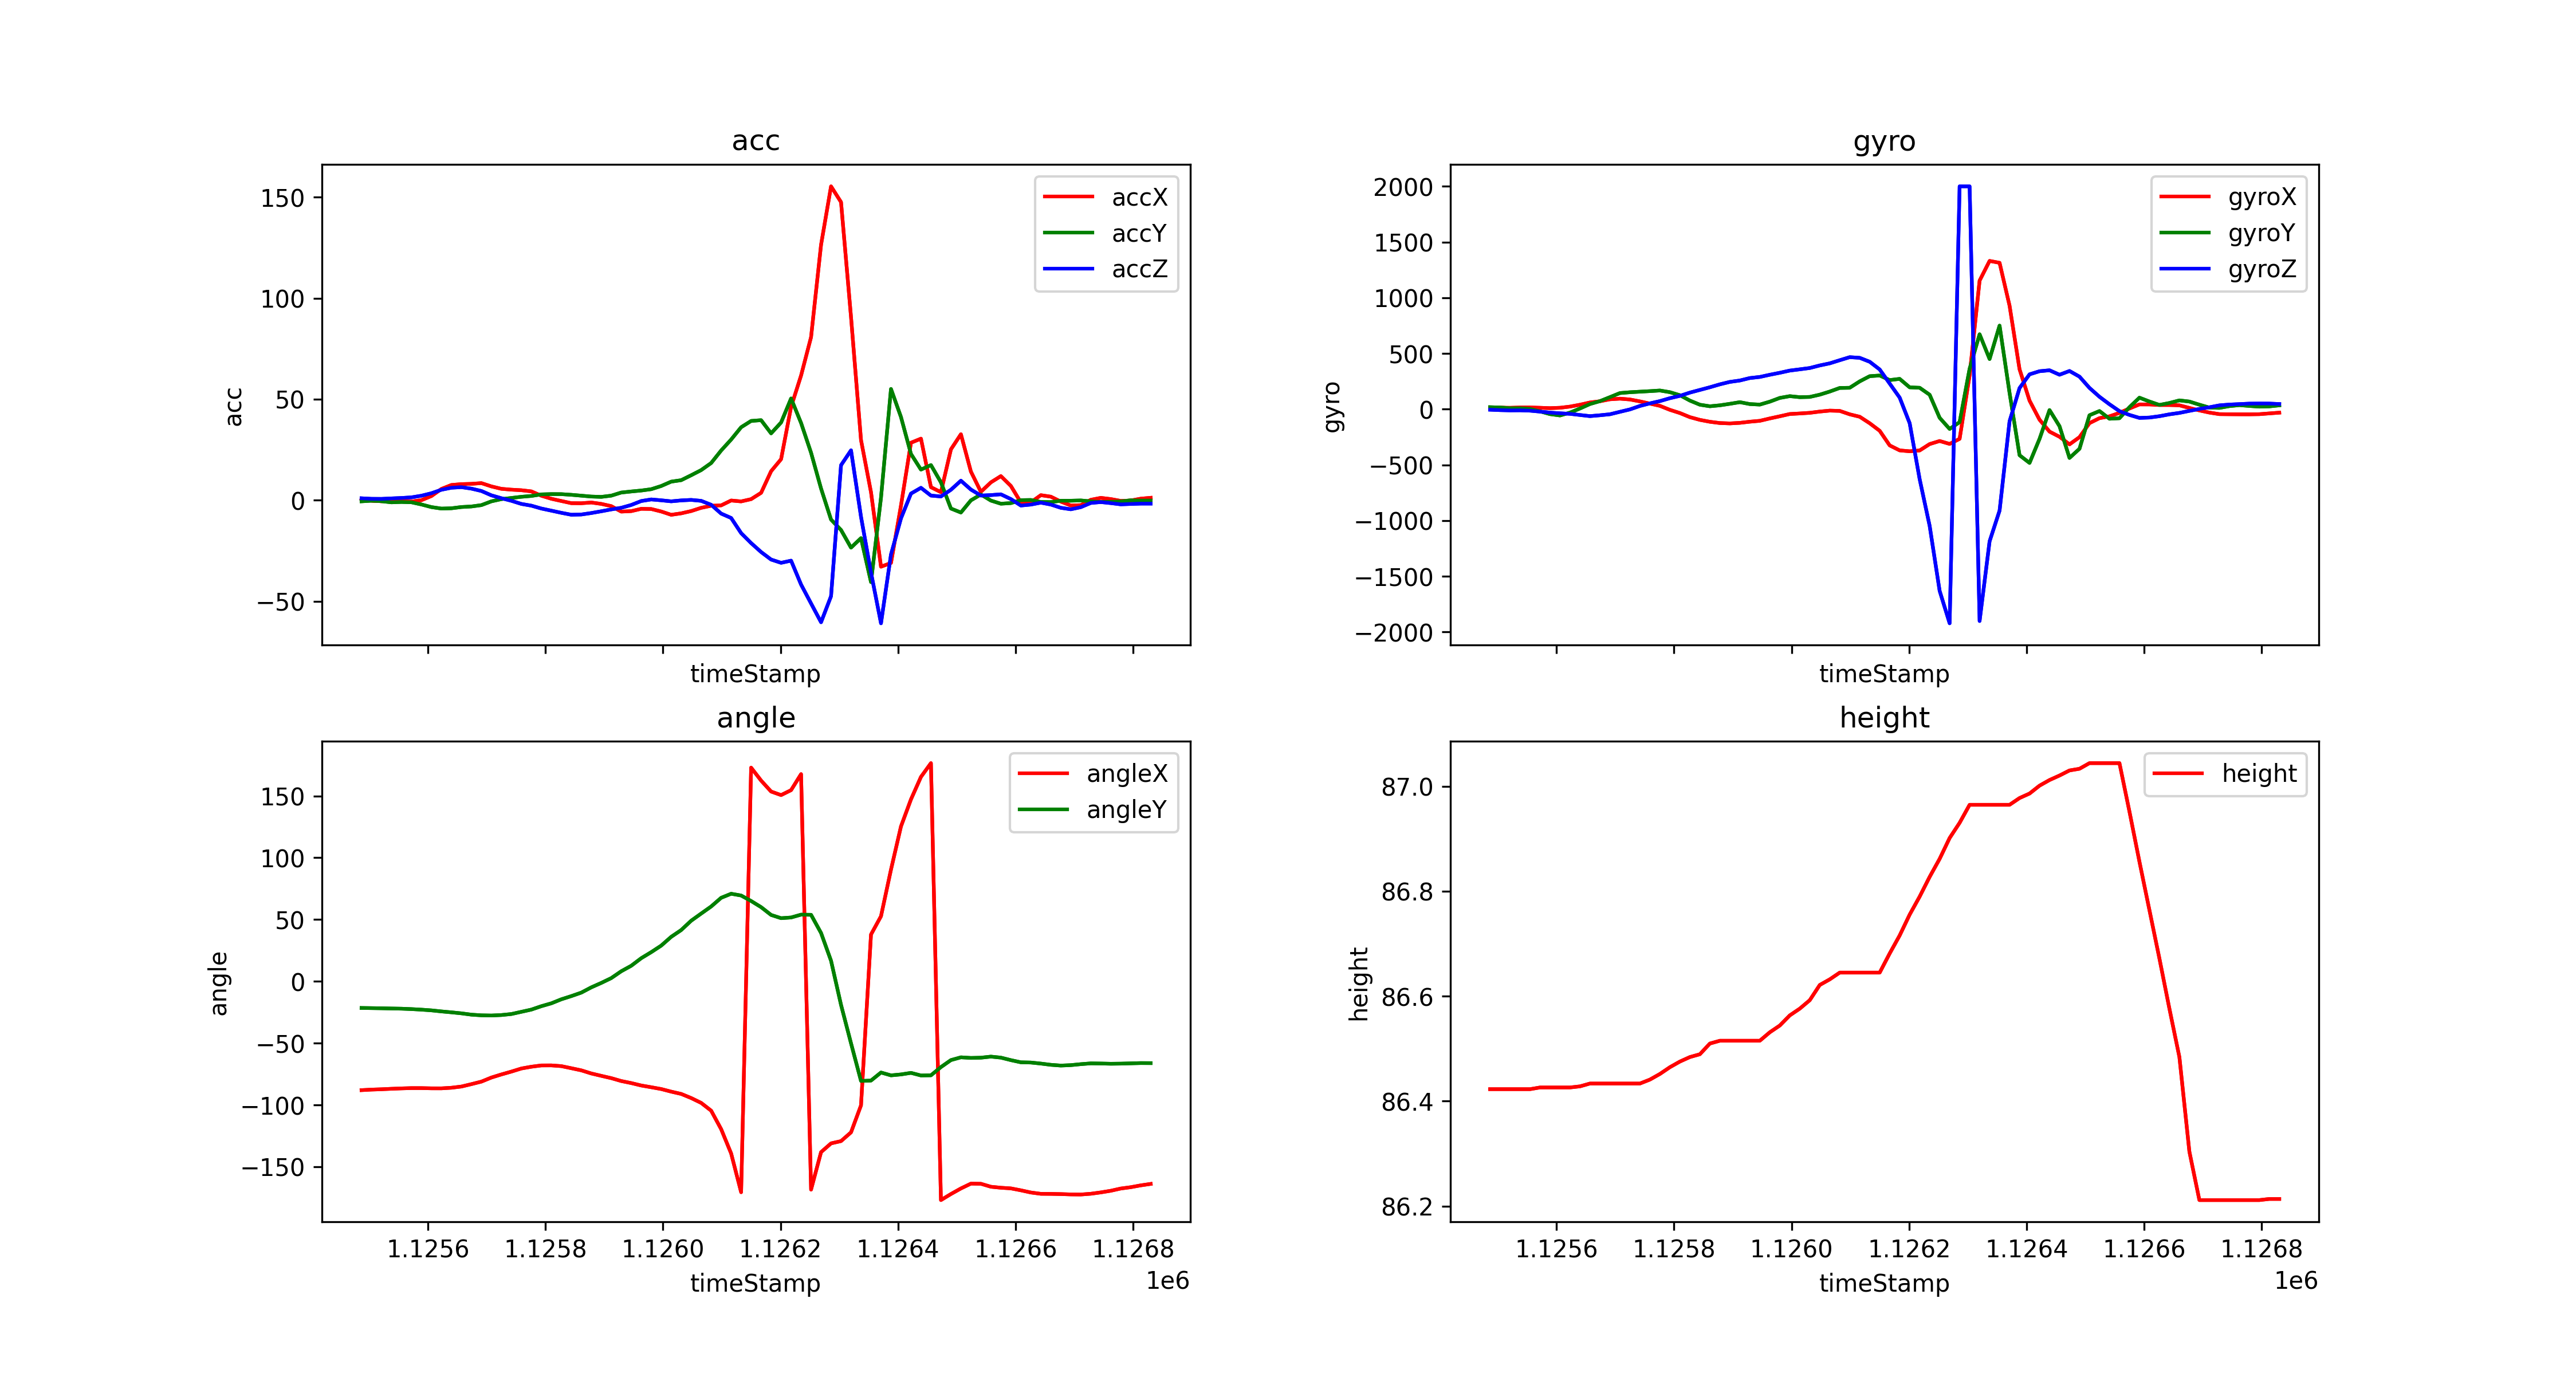 acc
150
100
50
0
−50
acc
timeStamp
accX
accY
accZ
gyro
2000
1500
1000
500
0
−500
−1000
−1500
−2000
gyro
timeStamp
gyroX
gyroY
gyroZ
angle
150
100
50
0
−50
−100
−150
angle
1.1256 1.1258 1.1260 1.1262 1.1264 1.1266 1.1268
timeStamp
1e6
angleX
angleY
height
87.0
86.8
86.6
86.4
86.2
height
1.1256 1.1258 1.1260 1.1262 1.1264 1.1266 1.1268
timeStamp
1e6
height